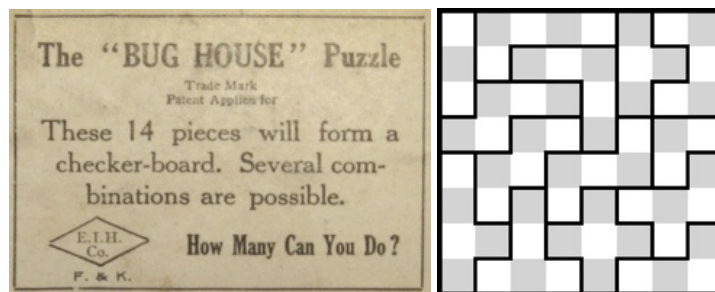 The "BUG HOUSE" Puzzle
Trade Mark
Patent Applied for
These 14 pieces will form a
checker-board. Several com-
binations are possible.
E.I.H.
Co.
How Many Can You Do?
F. & K.